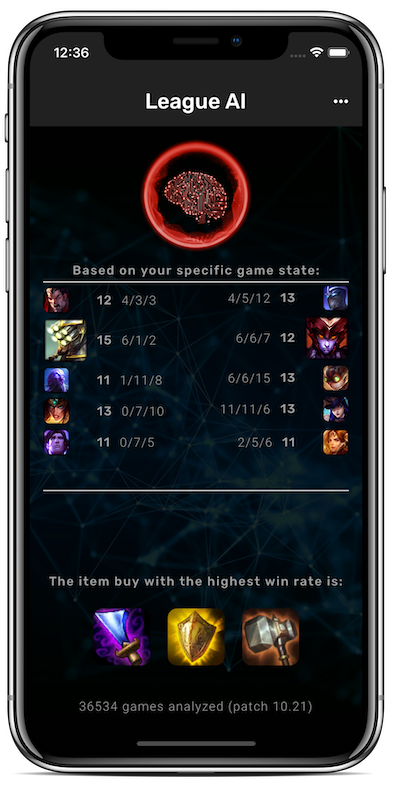 12:36
League AI
Based on your specific game state:
12 4/3/3 4/5/12 13
15 6/1/2 6/6/7 12
11 1/11/8 6/6/15 13
13 0/7/10 11/11/6 13
11 0/7/5 2/5/6 11
The item buy with the highest win rate is:
36534 games analyzed (patch 10.21)